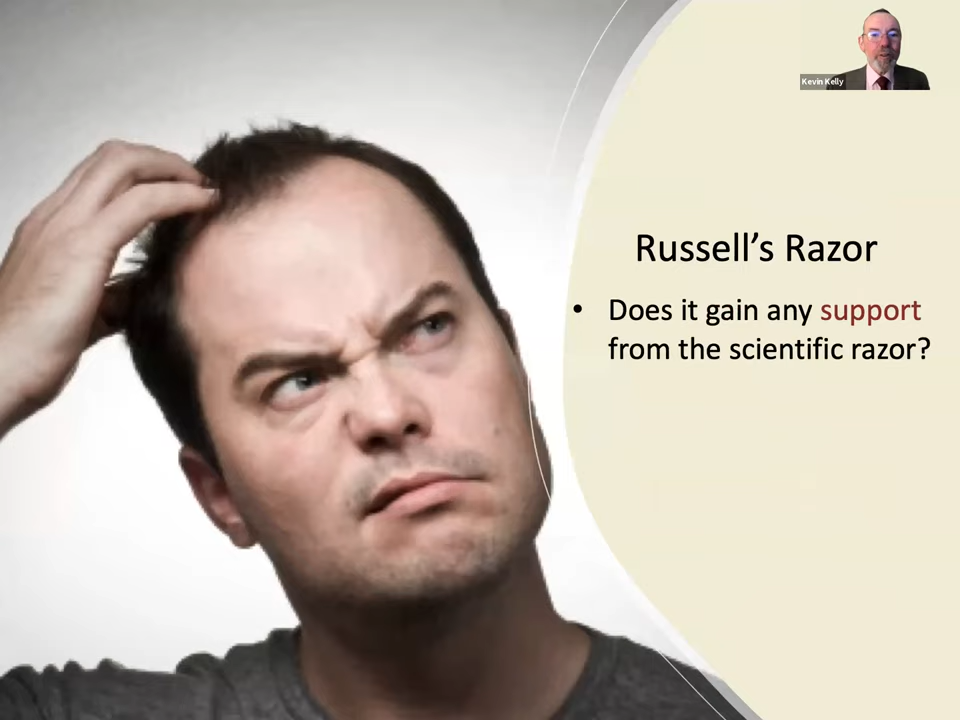 Kevin Kelly
Russell's Razor
• Does it gain any support
from the scientific razor?